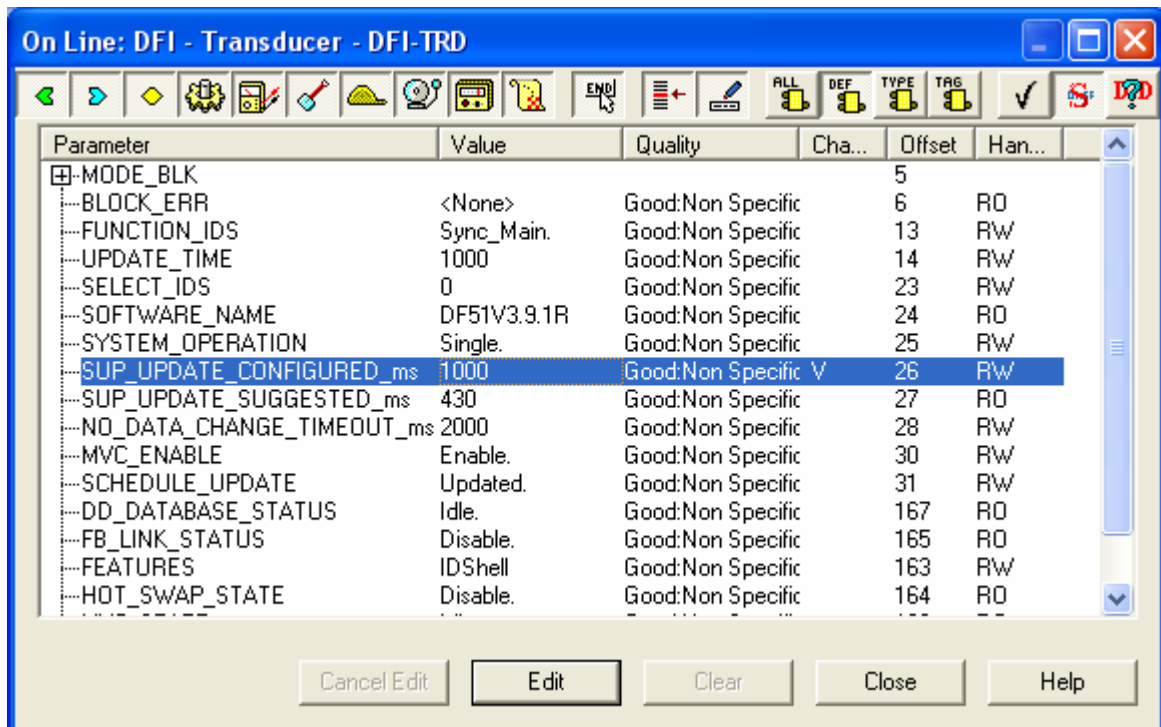 On Line: DFI - Transducer - DFI-TRD
END ALL DEF TYPE TAG
Parameter Value Quality Cha... Offset Han...
MODE_BLK 5
BLOCK_ERR <None> Good:Non Specific 6 RO
FUNCTION_IDS Sync_Main. Good:Non Specific 13 RW
UPDATE_TIME 1000 Good:Non Specific 14 RW
SELECT_IDS 0 Good:Non Specific 23 RW
SOFTWARE_NAME DF51V3.9.1R Good:Non Specific 24 RO
SYSTEM_OPERATION Single. Good:Non Specific 25 RW
SUP_UPDATE_CONFIGURED_ms 1000 Good:Non Specific V 26 RW
SUP_UPDATE_SUGGESTED_ms 430 Good:Non Specific 27 RO
NO_DATA_CHANGE_TIMEOUT_ms 2000 Good:Non Specific 28 RW
MVC_ENABLE Enable. Good:Non Specific 30 RW
SCHEDULE_UPDATE Updated. Good:Non Specific 31 RW
DD_DATABASE_STATUS Idle. Good:Non Specific 167 RO
FB_LINK_STATUS Disable. Good:Non Specific 165 RO
FEATURES IDShell Good:Non Specific 163 RW
HOT_SWAP_STATE Disable. Good:Non Specific 164 RO
Cancel Edit Edit Clear Close Help